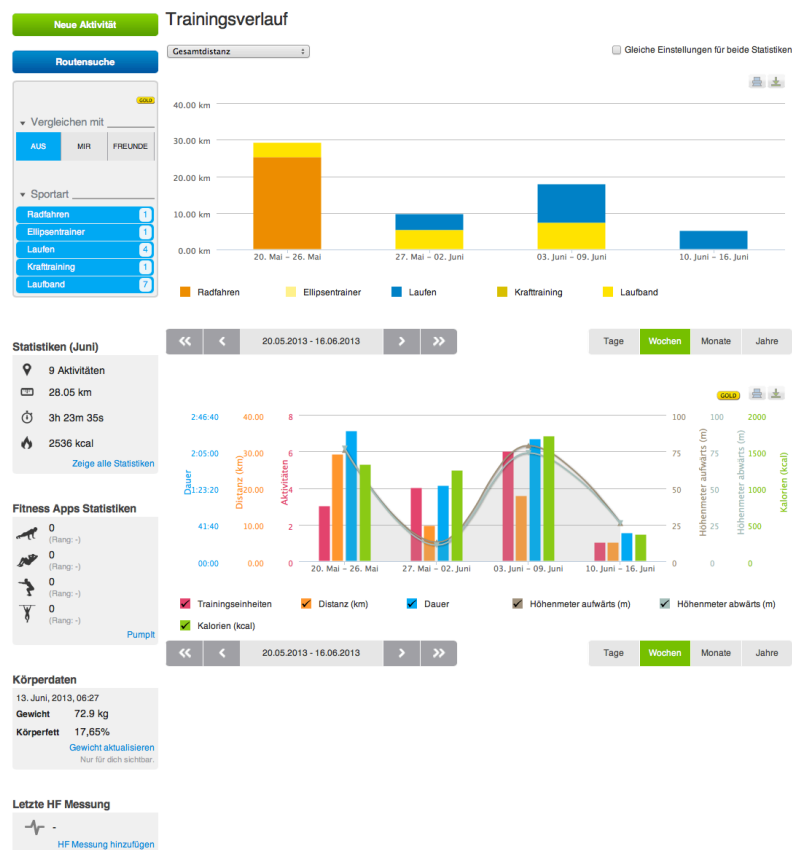 Neue Aktivität
Routensuche
GOLD
Vergleichen mit
AUS MIR FREUNDE
Sportart
Radfahren 1
Ellipsentrainer 1
Laufen 4
Krafttraining 1
Laufband 7
Statistiken (Juni)
9 Aktivitäten
28.05 km
3h 23m 35s
2536 kcal
Zeige alle Statistiken
Fitness Apps Statistiken
0
(Rang: -)
0
(Rang: -)
0
(Rang: -)
0
(Rang: -)
PumpIt
Körperdaten
13. Juni, 2013, 06:27
Gewicht 72.9 kg
Körperfett 17,65%
Gewicht aktualisieren
Nur für dich sichtbar.
Letzte HF Messung
-
HF Messung hinzufügen
Trainingsverlauf
Gesamtdistanz
Gleiche Einstellungen für beide Statistiken
40.00 km
30.00 km
20.00 km
10.00 km
0.00 km
20. Mai – 26. Mai 27. Mai – 02. Juni 03. Juni – 09. Juni 10. Juni – 16. Juni
Radfahren Ellipsentrainer Laufen Krafttraining Laufband
20.05.2013 - 16.06.2013
Tage Wochen Monate Jahre
GOLD
2:46:40 40.00 8 100 100 2000
2:05:00 30.00 6 75 75 1500
1:23:20 20.00 4 50 50 1000
41:40 10.00 2 25 25 500
00:00 0.00 0 0 0 0
Dauer
Distanz (km)
Aktivitäten
Höhenmeter aufwärts (m)
Höhenmeter abwärts (m)
Kalorien (kcal)
20. Mai – 26. Mai 27. Mai – 02. Juni 03. Juni – 09. Juni 10. Juni – 16. Juni
Trainingseinheiten Distanz (km) Dauer Höhenmeter aufwärts (m) Höhenmeter abwärts (m)
Kalorien (kcal)
20.05.2013 - 16.06.2013
Tage Wochen Monate Jahre